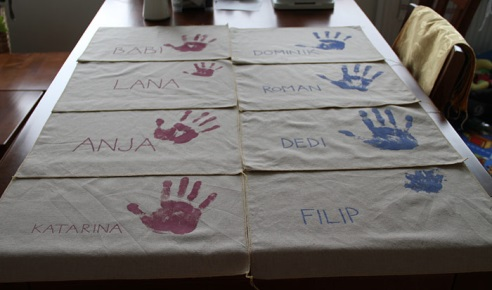 BABI
DOMINIK
LANA
ROMAN
ANJA
DEDI
KATARINA
FILIP